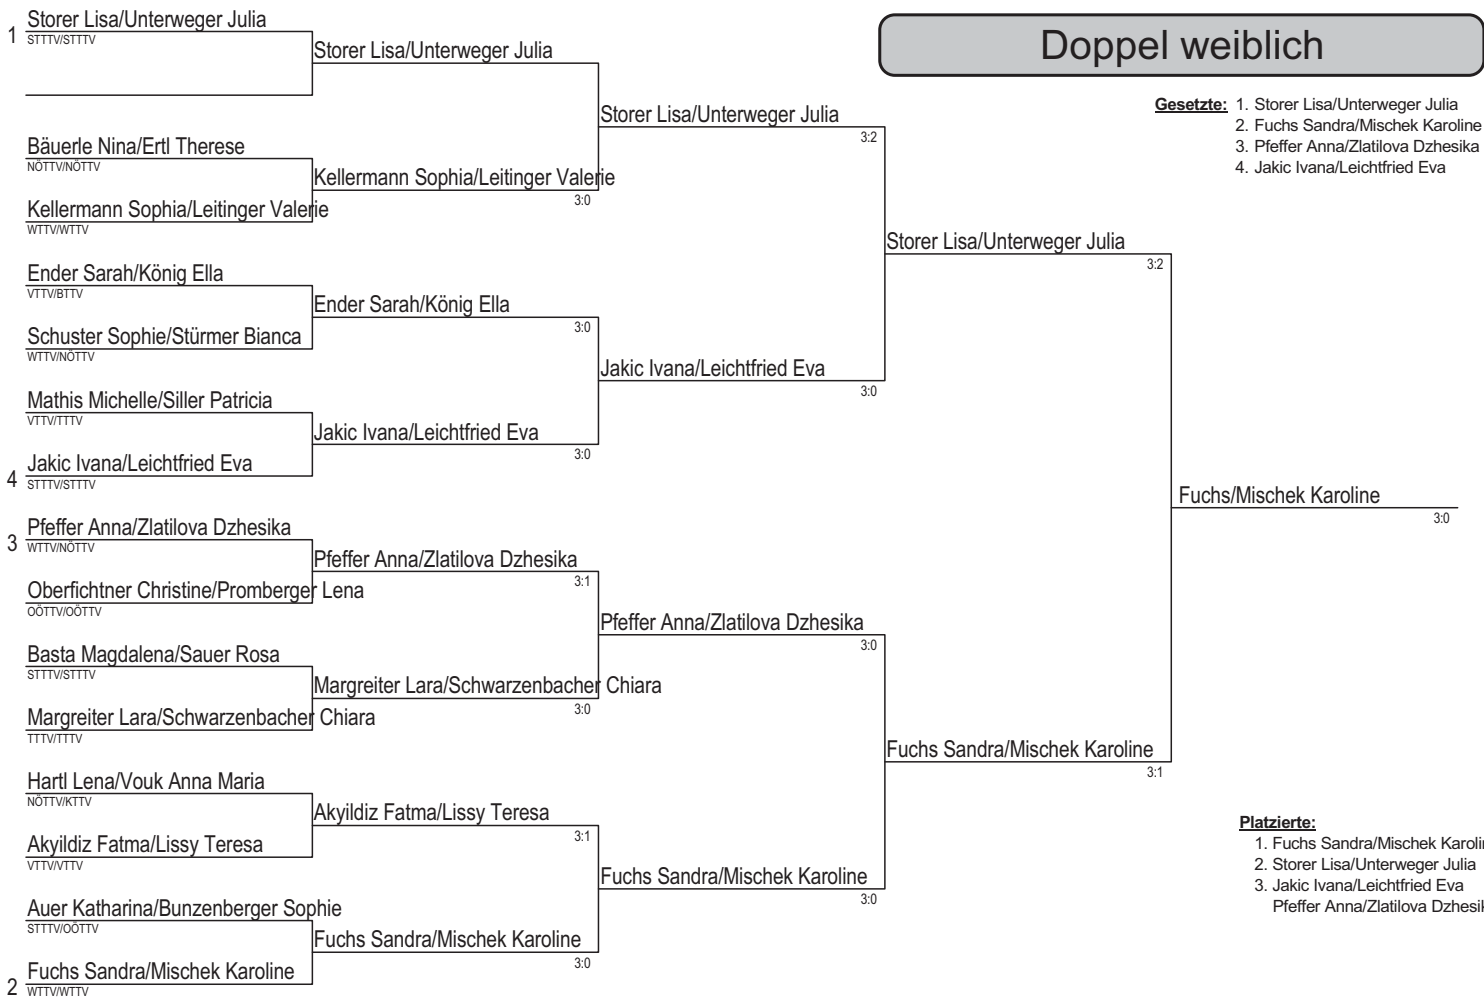 Doppel weiblich
Gesetzte: 1. Storer Lisa/Unterweger Julia
2. Fuchs Sandra/Mischek Karoline
3. Pfeffer Anna/Zlatilova Dzhesika
4. Jakic Ivana/Leichtfried Eva
1 Storer Lisa/Unterweger Julia
STTTV/STTTV
Bäuerle Nina/Ertl Therese
NÖTTV/NÖTTV
Kellermann Sophia/Leitinger Valerie
WTTV/WTTV
Ender Sarah/König Ella
VTTV/BTTV
Schuster Sophie/Stürmer Bianca
WTTV/NÖTTV
Mathis Michelle/Siller Patricia
VTTV/TTTV
4 Jakic Ivana/Leichtfried Eva
STTTV/STTTV
3 Pfeffer Anna/Zlatilova Dzhesika
WTTV/NÖTTV
Oberfichtner Christine/Promberger Lena
OÖTTV/OÖTTV
Basta Magdalena/Sauer Rosa
STTTV/STTTV
Margreiter Lara/Schwarzenbacher Chiara
TTTV/TTTV
Hartl Lena/Vouk Anna Maria
NÖTTV/KTTV
Akyildiz Fatma/Lissy Teresa
VTTV/VTTV
Auer Katharina/Bunzenberger Sophie
STTTV/OÖTTV
2 Fuchs Sandra/Mischek Karoline
WTTV/WTTV
Storer Lisa/Unterweger Julia
Kellermann Sophia/Leitinger Valerie
3:0
Ender Sarah/König Ella
3:0
Jakic Ivana/Leichtfried Eva
3:0
Pfeffer Anna/Zlatilova Dzhesika
3:1
Margreiter Lara/Schwarzenbacher Chiara
3:0
Akyildiz Fatma/Lissy Teresa
3:1
Fuchs Sandra/Mischek Karoline
3:0
Storer Lisa/Unterweger Julia
3:2
Jakic Ivana/Leichtfried Eva
3:0
Pfeffer Anna/Zlatilova Dzhesika
3:0
Fuchs Sandra/Mischek Karoline
3:0
Storer Lisa/Unterweger Julia
3:2
Fuchs Sandra/Mischek Karoline
3:1
Fuchs/Mischek Karoline
3:0
Platzierte:
1. Fuchs Sandra/Mischek
2. Storer Lisa/Unterweger Julia
3. Jakic Ivana/Leichtfried Eva
Pfeffer Anna/Zlatilova